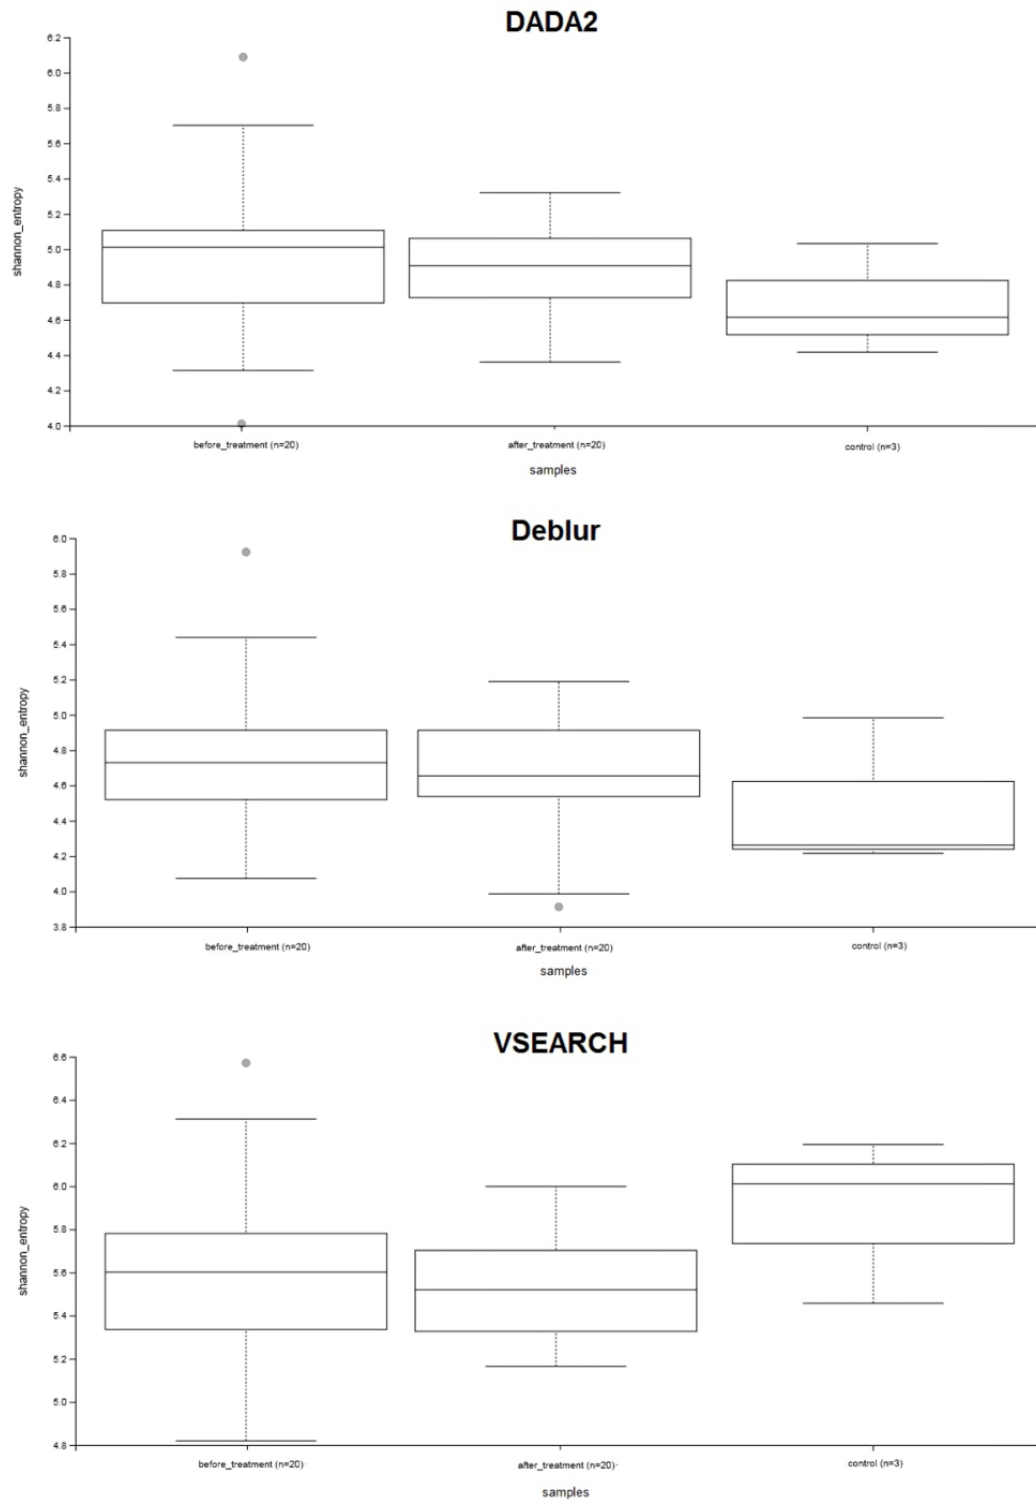 DADA2
6.2
6.0
5.8
5.6
5.4
5.2
5.0
4.8
4.6
4.4
4.2
4.0
shannon_entropy
before_treatment (n=20)
after_treatment (n=20)
control (n=3)
samples
Deblur
6.0
5.8
5.6
5.4
5.2
5.0
4.8
4.6
4.4
4.2
4.0
3.8
shannon_entropy
before_treatment (n=20)
after_treatment (n=20)
control (n=3)
samples
VSEARCH
6.6
6.4
6.2
6.0
5.8
5.6
5.4
5.2
5.0
4.8
shannon_entropy
before_treatment (n=20)
after_treatment (n=20)
control (n=3)
samples